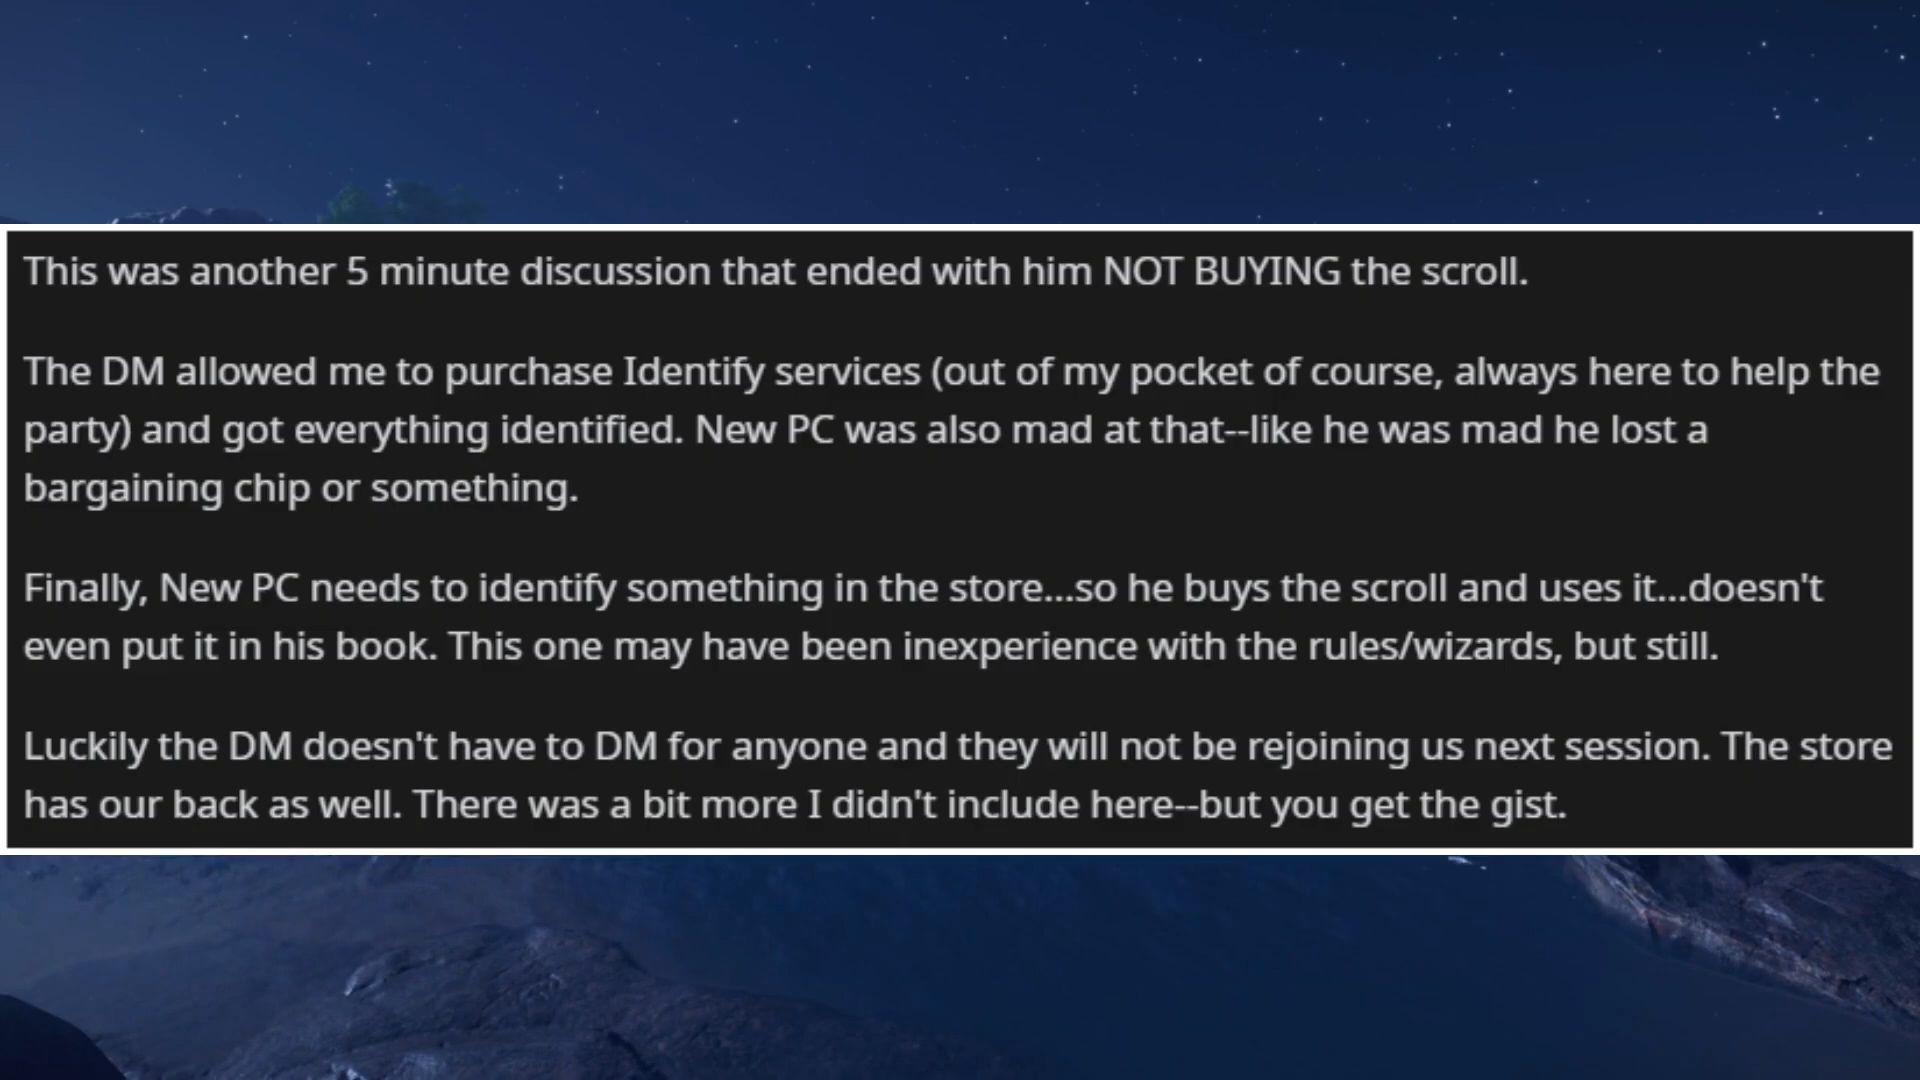 This was another 5 minute discussion that ended with him NOT BUYING the scroll.
The DM allowed me to purchase Identify services (out of my pocket of course, always here to help the
party) and got everything identified. New PC was also mad at that--like he was mad he lost a
bargaining chip or something.
Finally, New PC needs to identify something in the store...so he buys the scroll and uses it...doesn't
even put it in his book. This one may have been inexperience with the rules/wizards, but still.
Luckily the DM doesn't have to DM for anyone and they will not be rejoining us next session. The store
has our back as well. There was a bit more I didn't include here--but you get the gist.